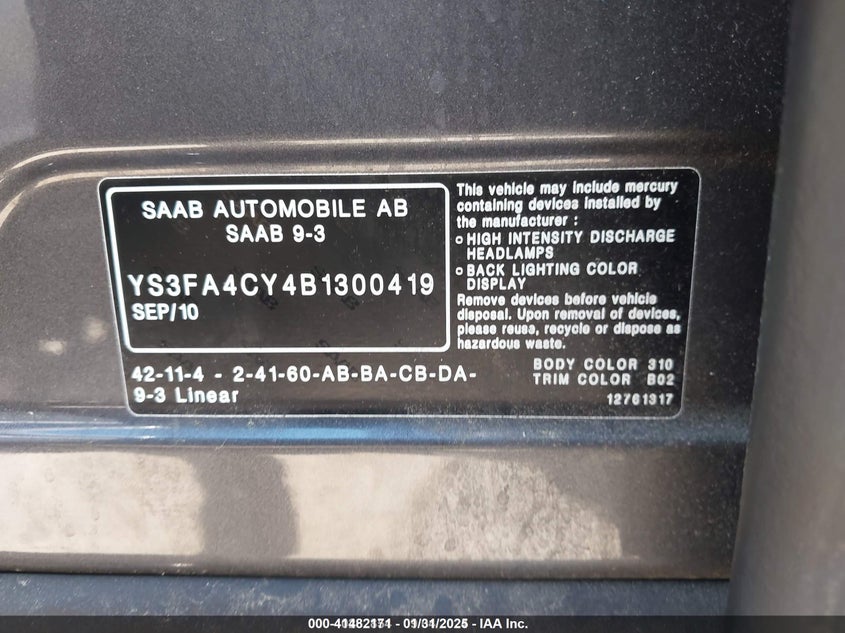 SAAB AUTOMOBILE AB
SAAB 9-3
YS3FA4CY4B1300419
SEP/10
This vehicle may include mercury
containing devices installed by
the manufacturer :
o HIGH INTENSITY DISCHARGE
HEADLAMPS
o BACK LIGHTING COLOR
DISPLAY
Remove devices before vehicle
disposal. Upon removal of devices,
please reuse, recycle or dispose as
hazardous waste.
42-11-4 - 2-41-60-AB-BA-CB-DA-
9-3 Linear
BODY COLOR 310
TRIM COLOR B02
12761317
01/31/2025 - IAA Inc.